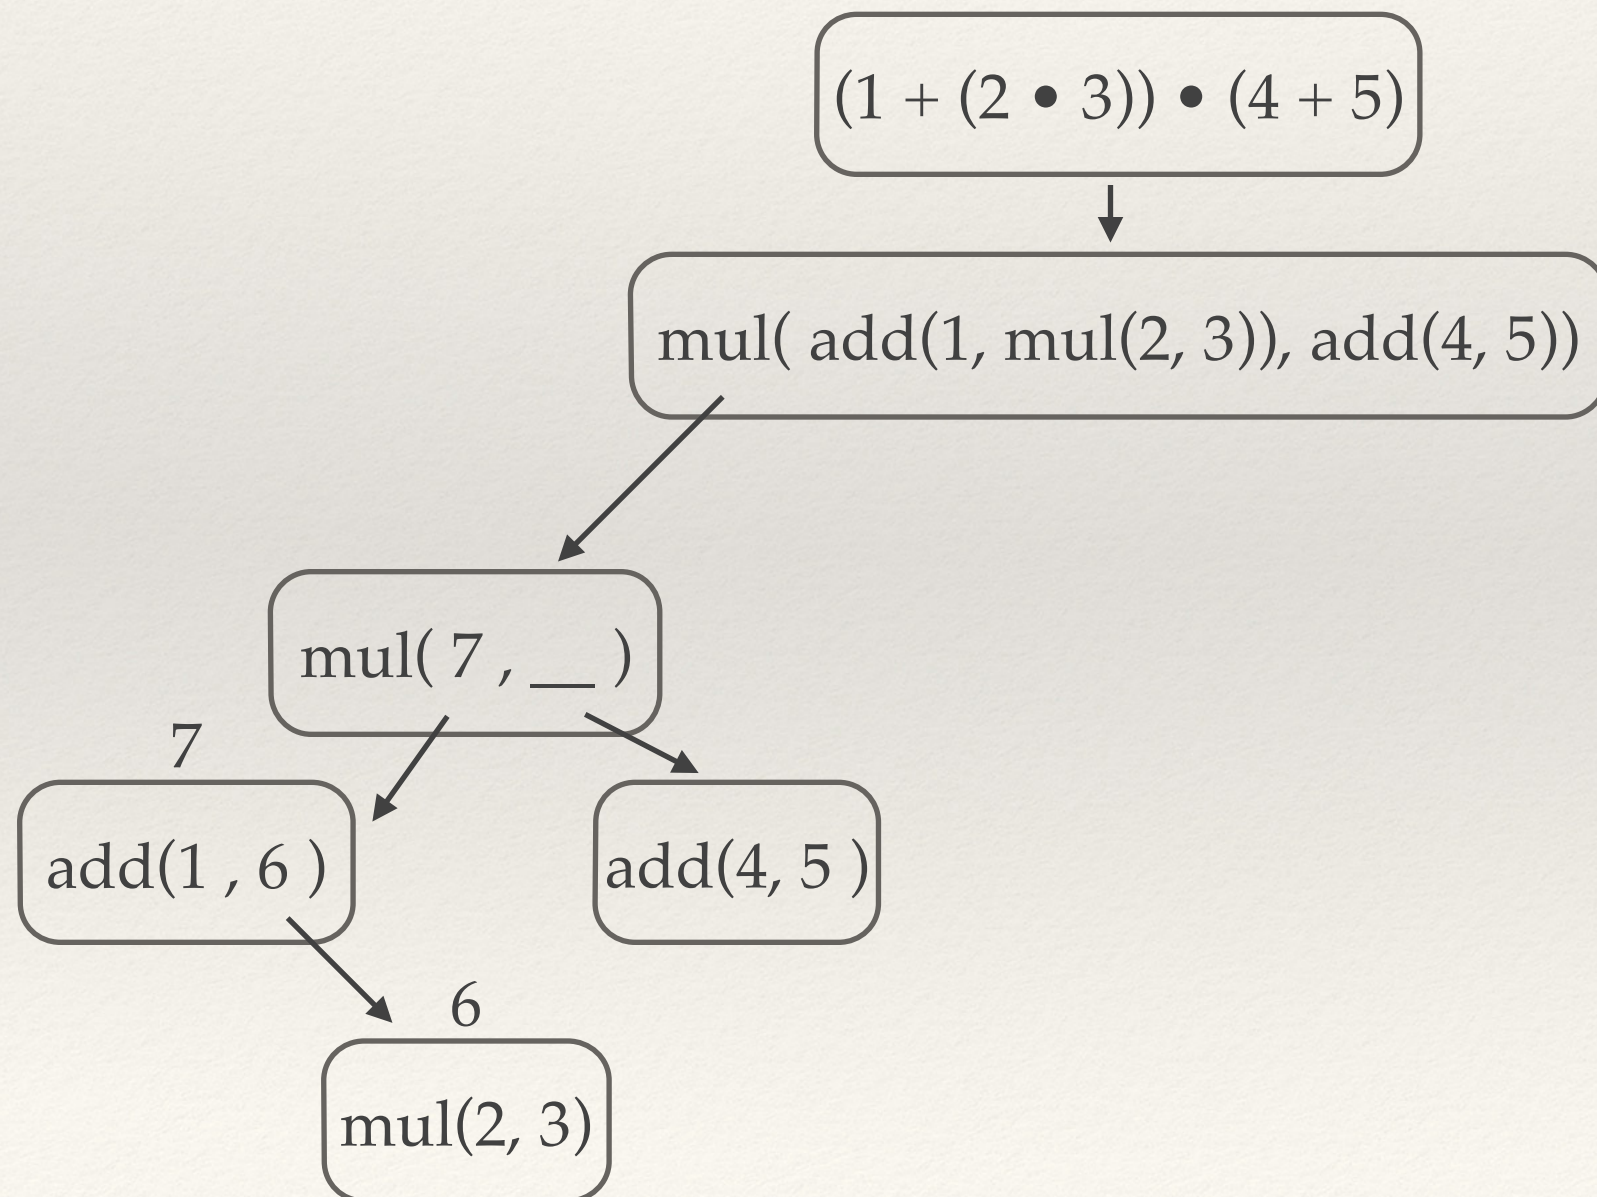 (1 + (2 • 3)) • (4 + 5)
mul( add(1, mul(2, 3)), add(4, 5))
mul( 7 , __ )
7
add(1 , 6 )
add(4, 5 )
6
mul(2, 3)